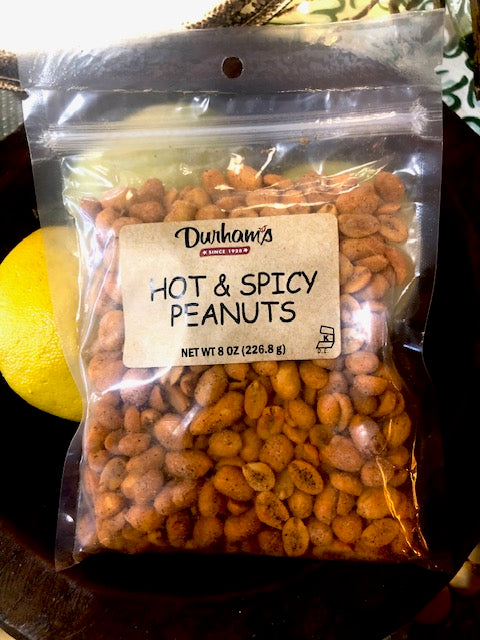 Durham's
SINCE 1928
HOT & SPICY
PEANUTS
NET WT 8 OZ (226.8 g)
K